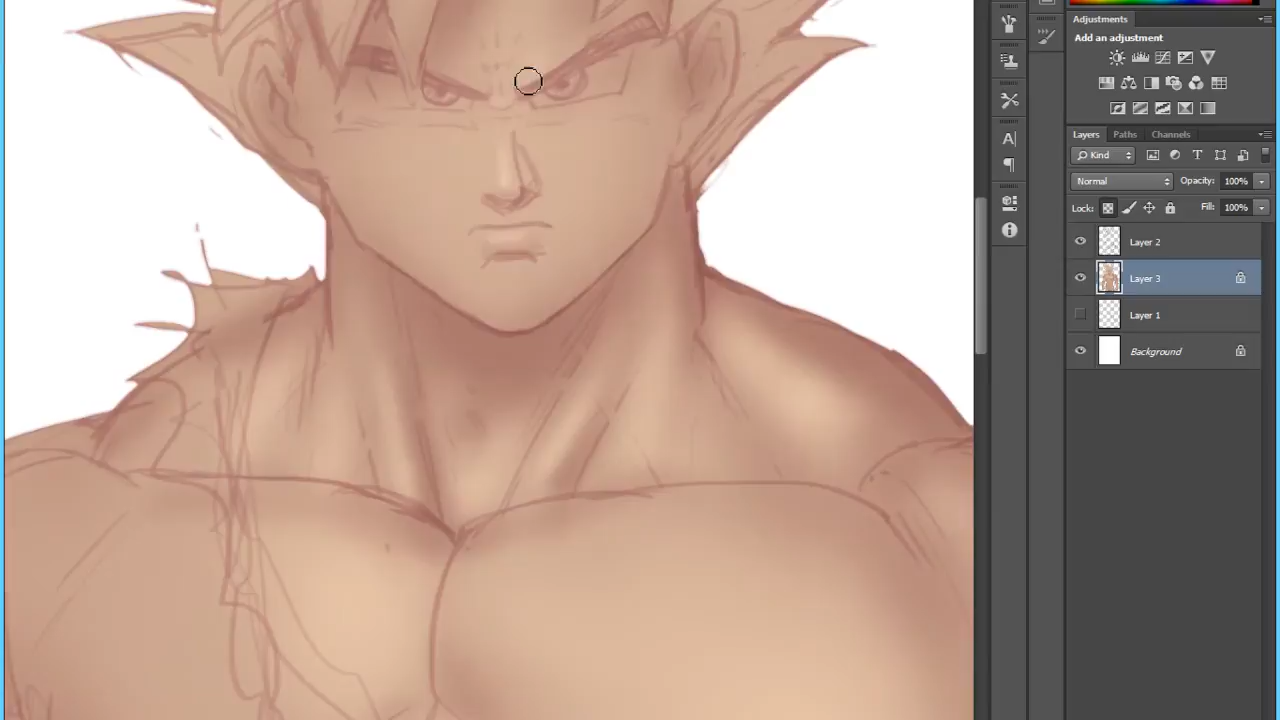 Adjustments
Add an adjustment
Layers Paths Channels
Kind
Normal Opacity: 100%
Lock: Fill: 100%
Layer 2
Layer 3
Layer 1
Background